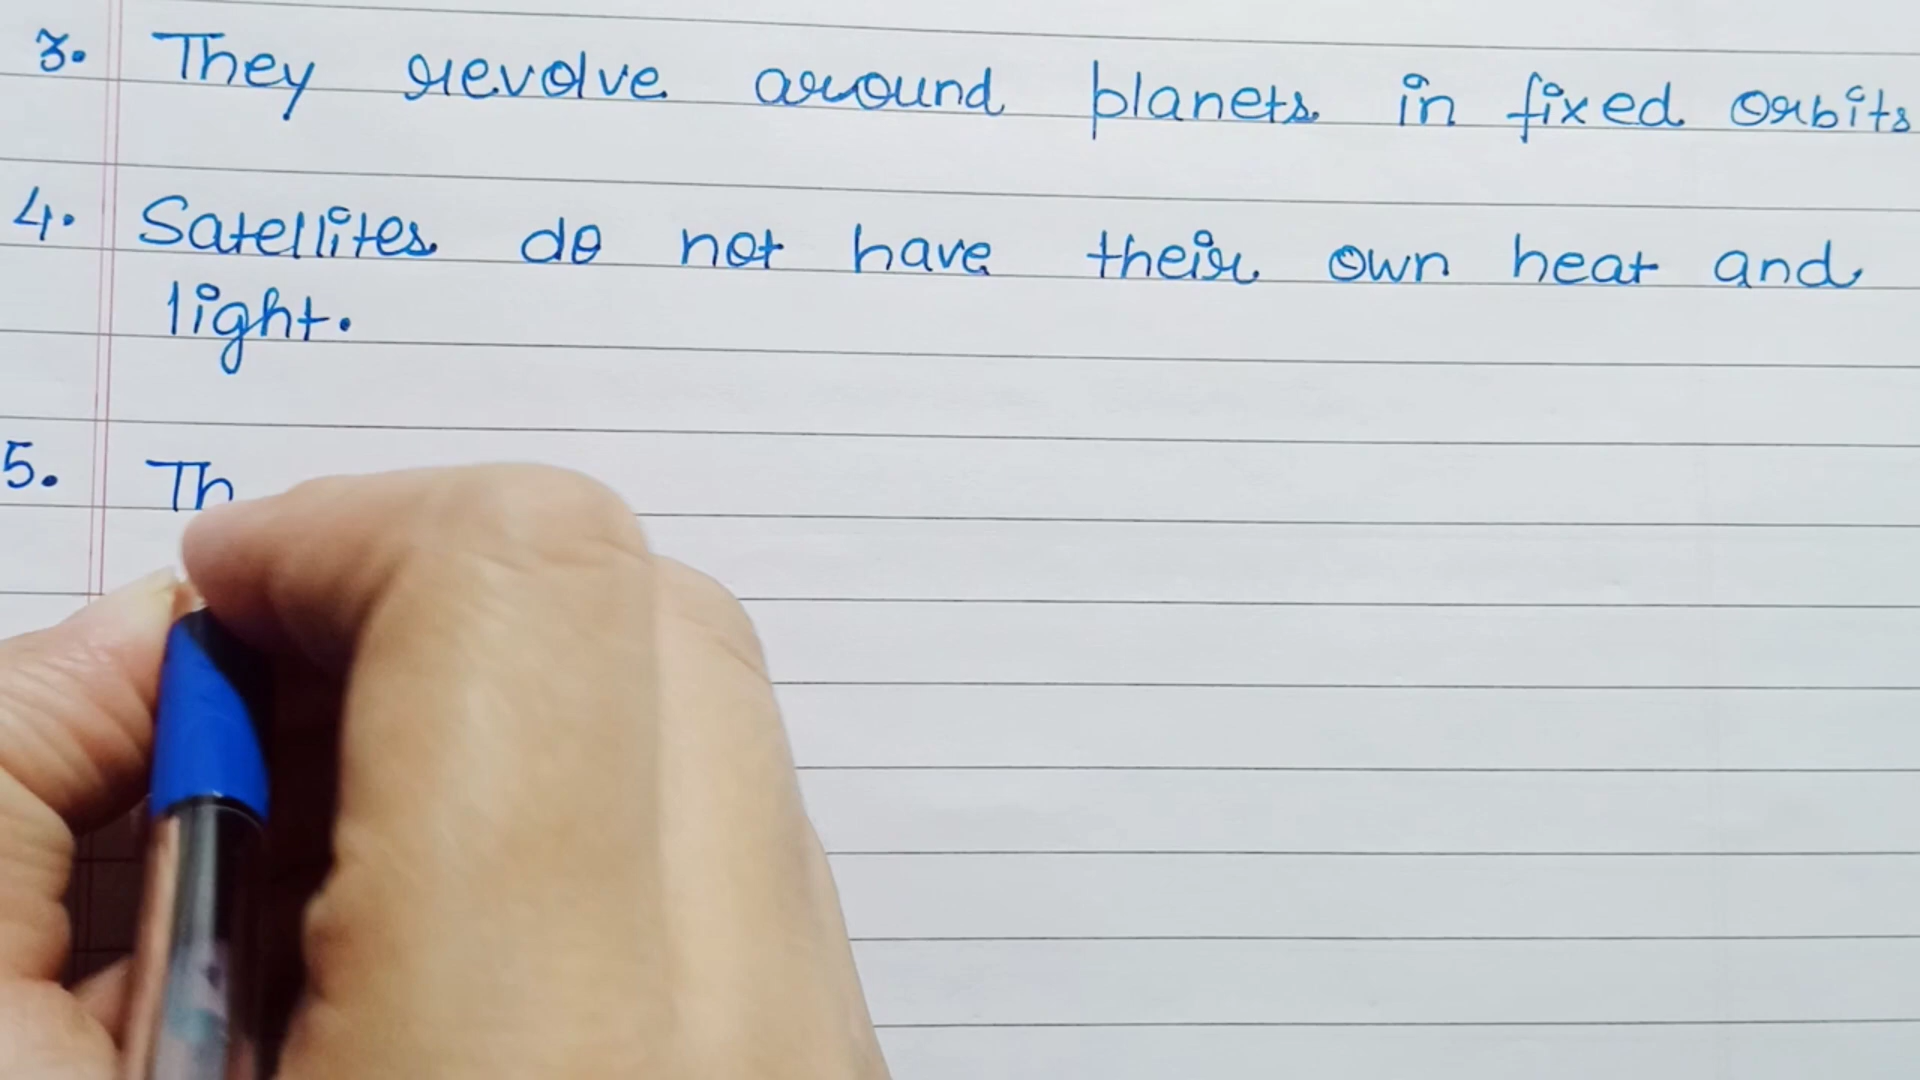 3. They revolve around planets in fixed orbits
4. Satellites do not have their own heat and
light.
5. Th